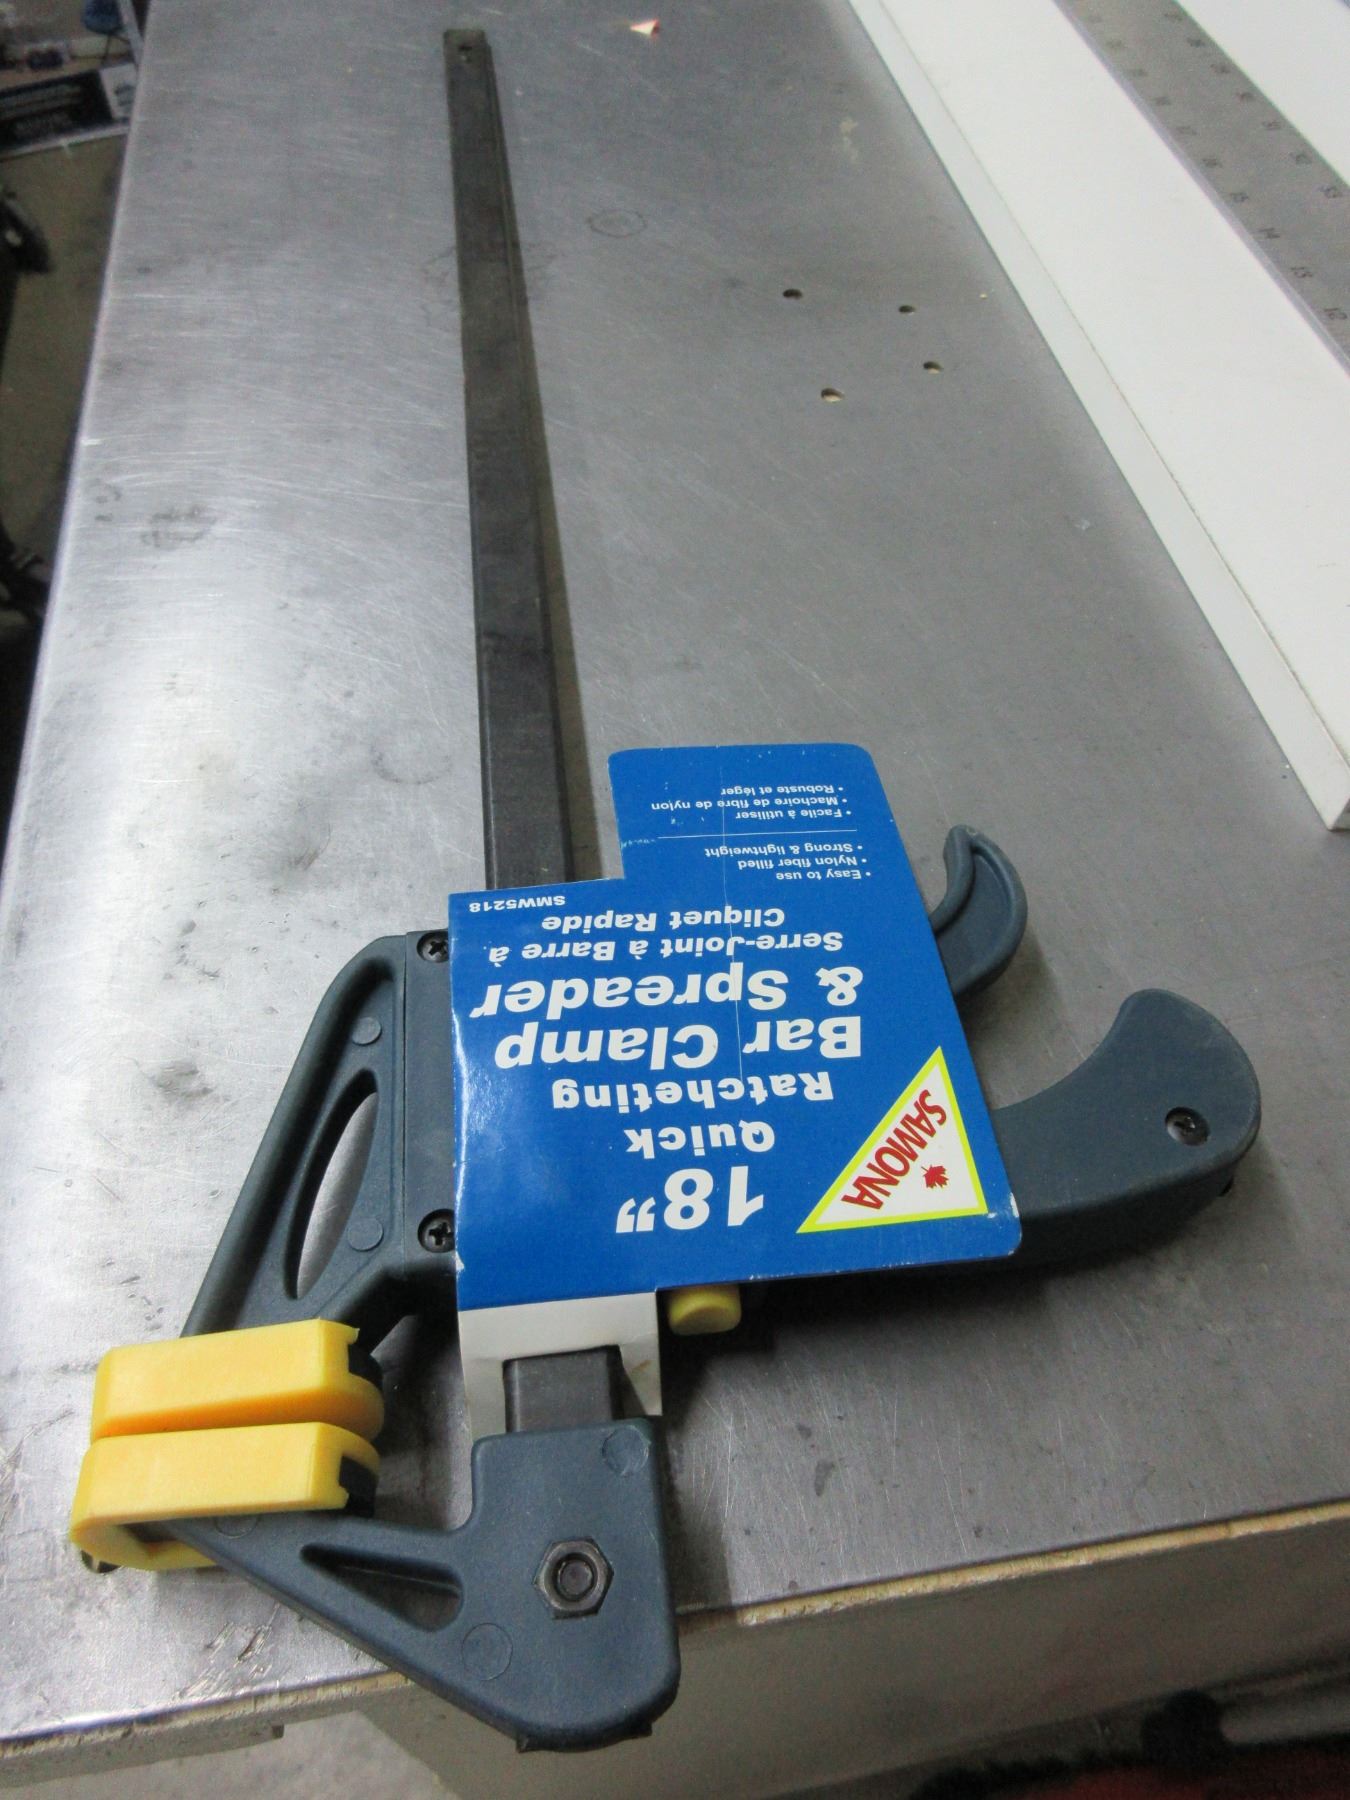 SAMONA
18"
Quick
Ratcheting
Bar Clamp
& Spreader
Serre-Joint à Barre à
Cliquet Rapide
SMW5218
• Easy to use
• Nylon fiber filled
• Strong & lightweight
• Facile à utiliser
• Machoire de fibre de nylon
• Robuste et léger